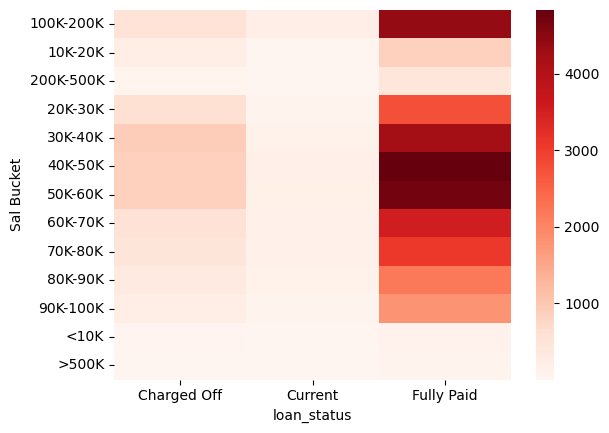 Sal Bucket
100K-200K
10K-20K
200K-500K
20K-30K
30K-40K
40K-50K
50K-60K
60K-70K
70K-80K
80K-90K
90K-100K
<10K
>500K
Charged Off
Current
Fully Paid
loan_status
4000
3000
2000
1000